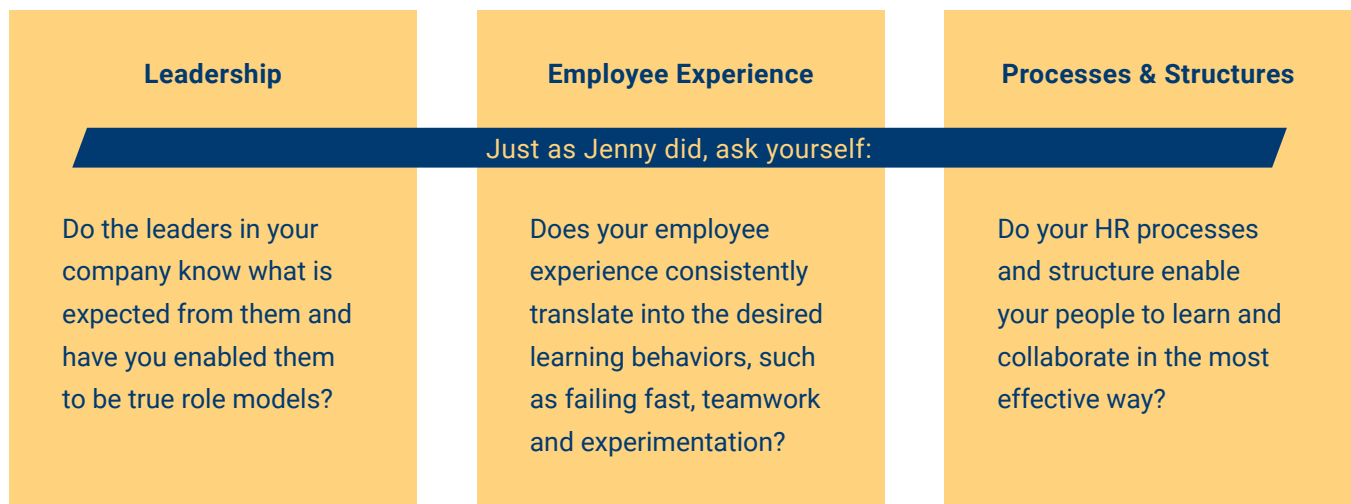 Leadership
Employee Experience
Processes & Structures
Just as Jenny did, ask yourself:
Do the leaders in your
company know what is
expected from them and
have you enabled them
to be true role models?
Does your employee
experience consistently
translate into the desired
learning behaviors, such
as failing fast, teamwork
and experimentation?
Do your HR processes
and structure enable
your people to learn and
collaborate in the most
effective way?